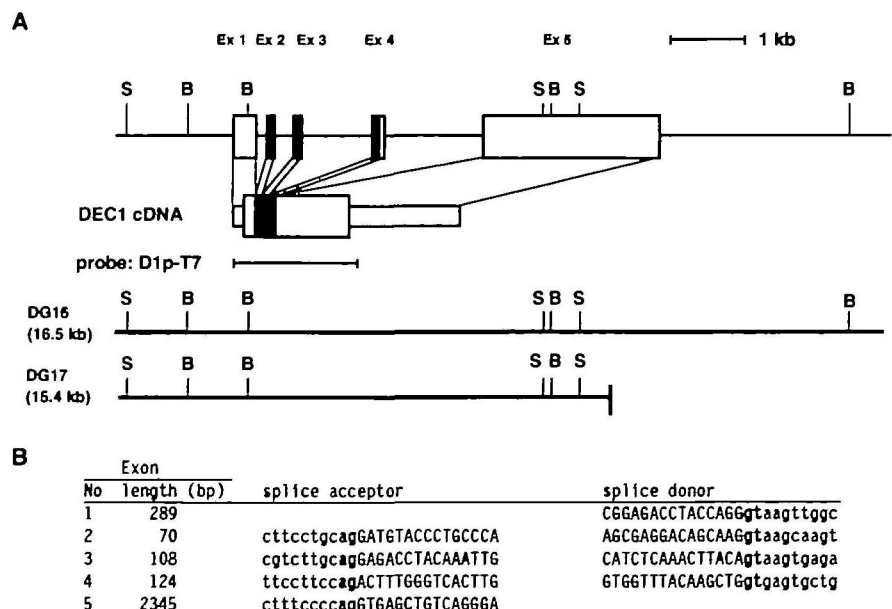 A
Ex 1 Ex 2 Ex 3 Ex 4 Ex 5 1 kb
S B B S B S B
DEC1 cDNA
probe: D1p-T7
S B B S B S B
DG16
(16.5 kb)
S B B S B S
DG17
(15.4 kb)
B
Exon
No length (bp) splice acceptor splice donor
1 289 CGGAGACCTACCAGGgtaagttggc
2 70 cttcctgcagGATGTACCCTGCCCA AGCGAGGACAGCAAGgtaagcaagt
3 108 cgtcttgcagGAGACCTACAAATTG CATCTCAAACTTACAgtaagtgaga
4 124 ttccttccagACTTTGGGTCACTTG GTGGTTTACAAGCTGgtgagtgctg
5 2345 ctttccccagGTGAGCTGTCAGGGA